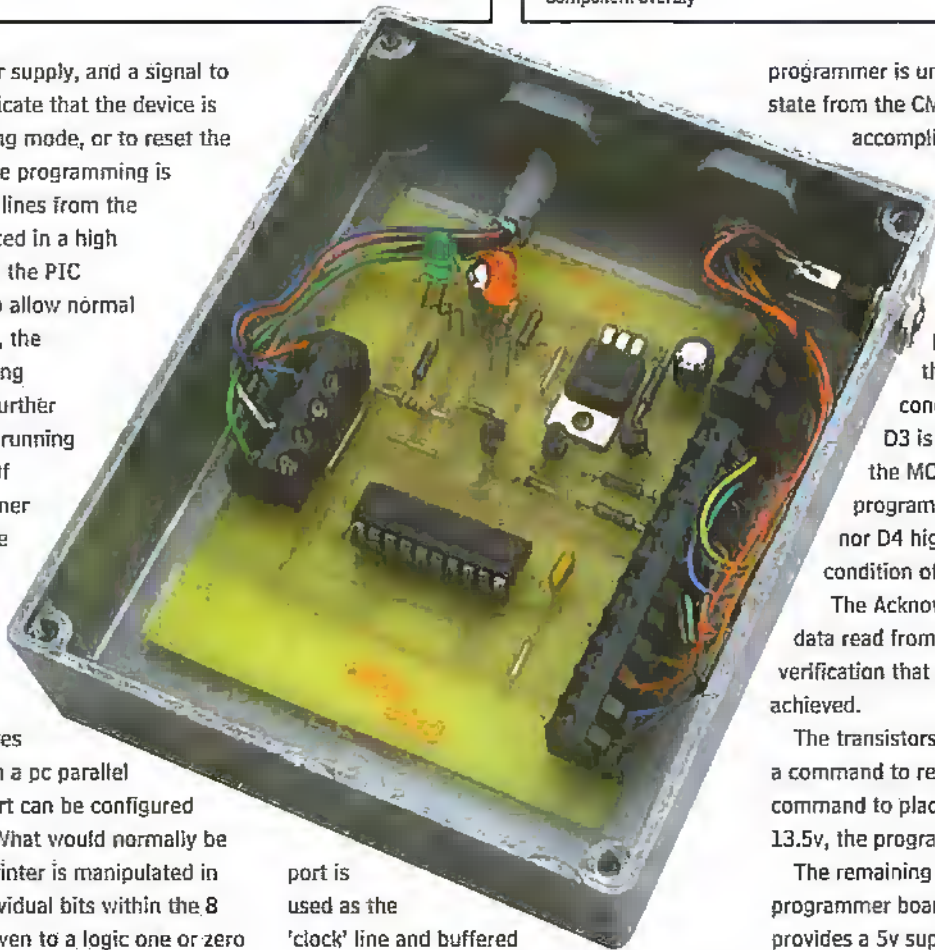 Component Overlay
r supply, and a signal to
icate that the device is
ng mode, or to reset the
e programming is
lines from the
ced in a high
the PIC
o allow normal
, the
ng
urther
running
f
ner
e
es
n a pc parallel
rt can be configured
What would normally be
inter is manipulated in
vidual bits within the 8
ven to a logic one or zero
port is
used as the
'clock' line and buffered
programmer is un
state from the CM
accompli
p
th
con
D3 is
the MC
program
nor D4 hig
condition of
The Acknow
data read from
verification that
achieved.
The transistors
a command to re
command to plac
13.5v, the progra
The remaining
programmer boar
provides a 5v sup